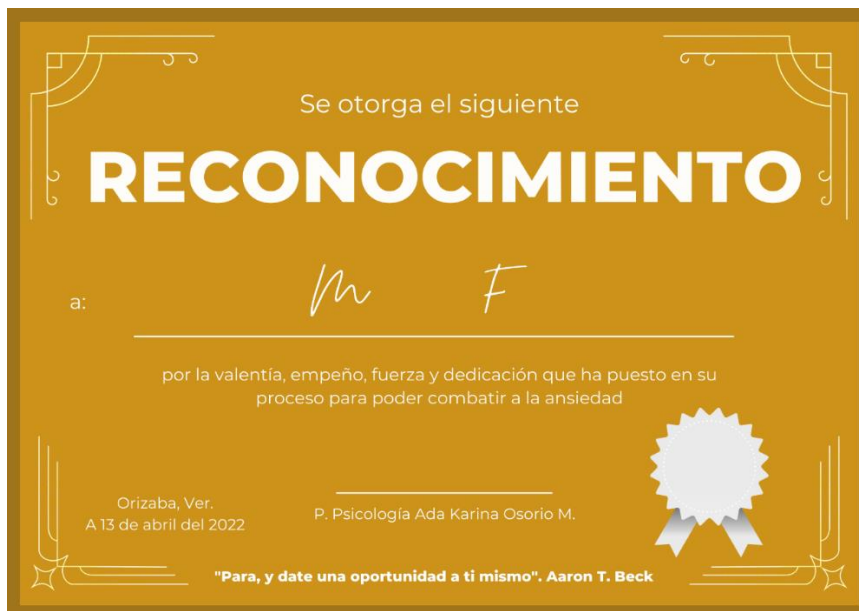 Se otorga el siguiente
RECONOCIMIENTO
a:
M F
por la valentía, empeño, fuerza y dedicación que ha puesto en su
proceso para poder combatir a la ansiedad
Orizaba, Ver.
A 13 de abril del 2022
P. Psicología Ada Karina Osorio M.
"Para, y date una oportunidad a ti mismo". Aaron T. Beck